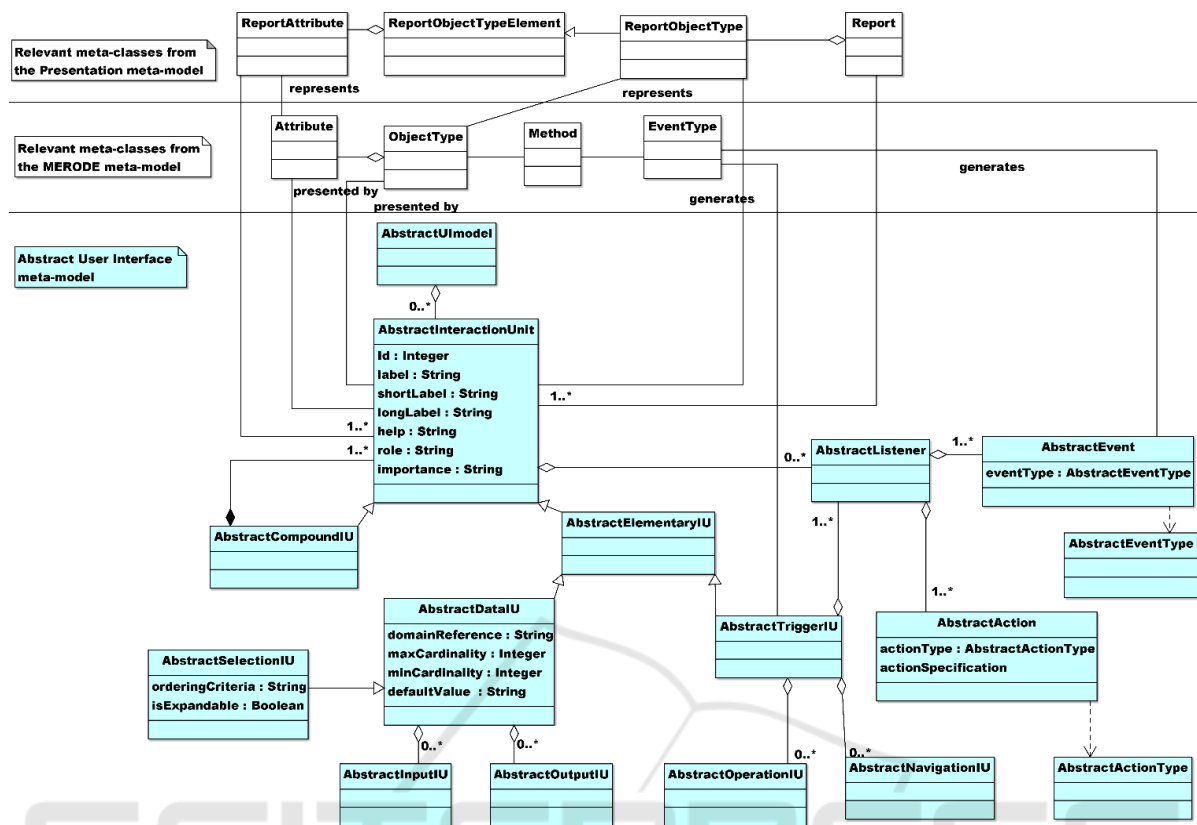 ReportAttribute
ReportObjectTypeElement
ReportObjectType
Report
Relevant meta-classes from
the Presentation meta-model
represents
represents
Attribute
ObjectType
Method
EventType
Relevant meta-classes from
the MERODE meta-model
generates
presented by
presented by
generates
AbstractUImodel
Abstract User Interface
meta-model
0..*
AbstractInteractionUnit
Id : Integer
label : String
shortLabel : String
longLabel : String
help : String
role : String
importance : String
1..*
1..*
1..*
0..*
AbstractListener
1..*
AbstractEvent
eventType : AbstractEventType
AbstractCompoundIU
AbstractElementaryIU
1..*
AbstractEventType
1..*
AbstractDataIU
domainReference : String
maxCardinality : Integer
minCardinality : Integer
defaultValue : String
AbstractTriggerIU
AbstractAction
actionType : AbstractActionType
actionSpecification
AbstractSelectionIU
orderingCriteria : String
isExpandable : Boolean
0..*
0..*
0..*
0..*
AbstractInputIU
AbstractOutputIU
AbstractOperationIU
AbstractNavigationIU
AbstractActionType